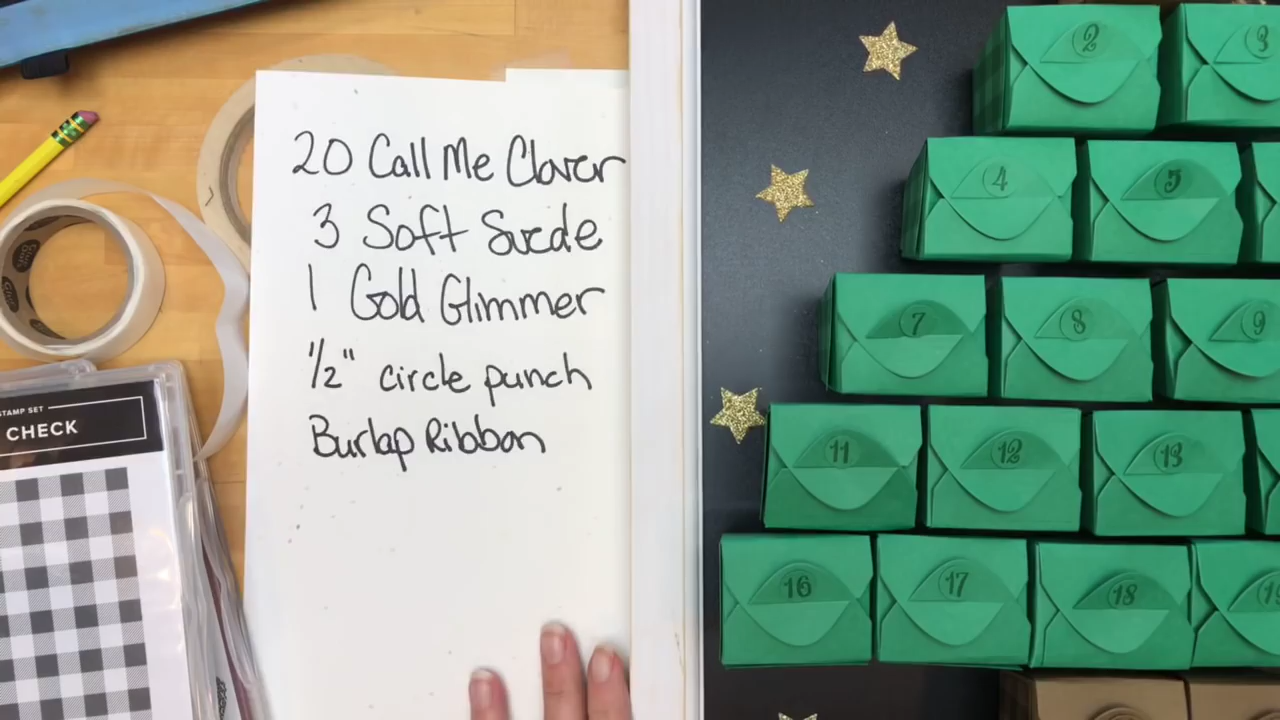 20 Call Me Clover
3 Soft Suede
1 Gold Glimmer
1/2" circle punch
Burlap Ribbon
STAMP SET
CHECK
2
3
4
5
7
8
9
11
12
13
16
17
18